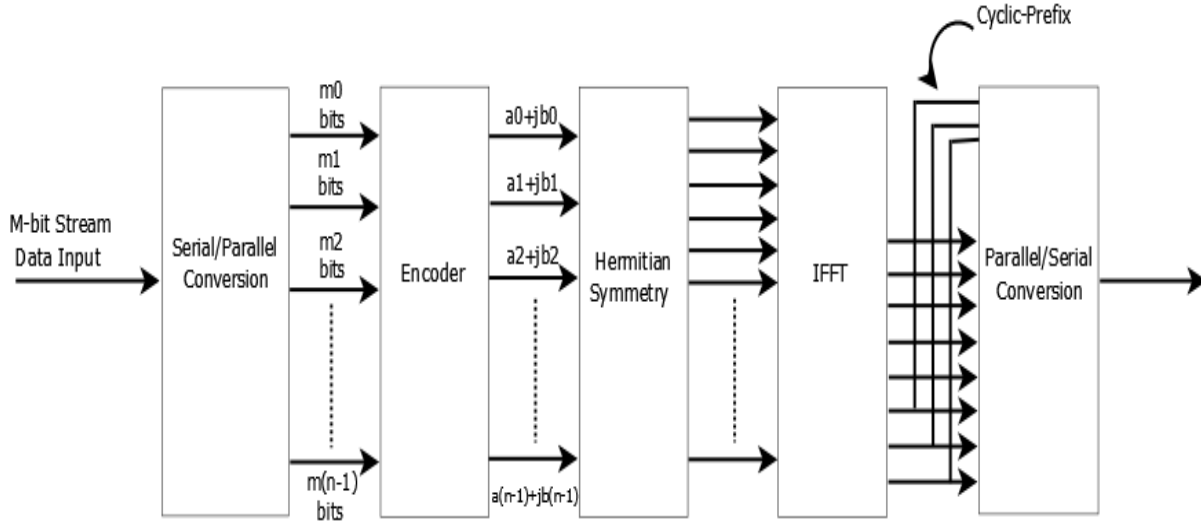 Cyclic-Prefix
M-bit Stream
Data Input
Serial/Parallel
Conversion
m0
bits
m1
bits
m2
bits
m(n-1)
bits
Encoder
a0+jb0
a1+jb1
a2+jb2
a(n-1)+jb(n-1)
Hermitian
Symmetry
IFFT
Parallel/Serial
Conversion